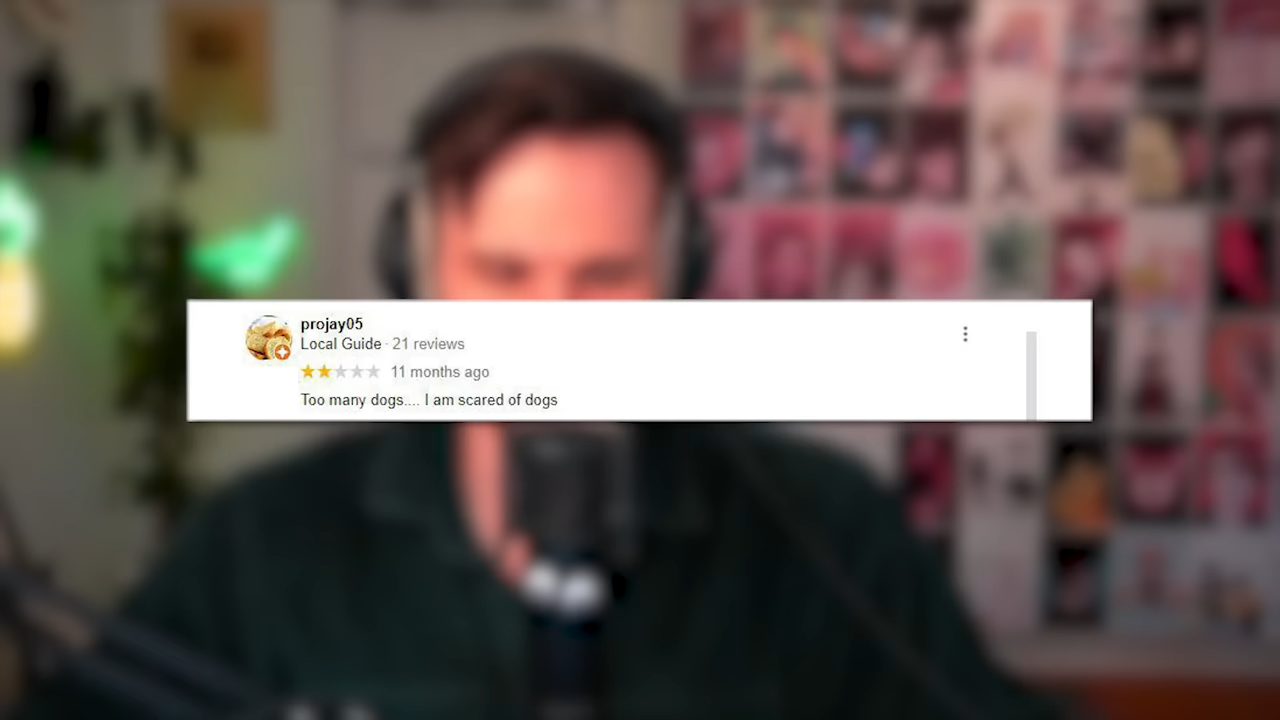 projay05
Local Guide · 21 reviews
11 months ago
Too many dogs.... I am scared of dogs